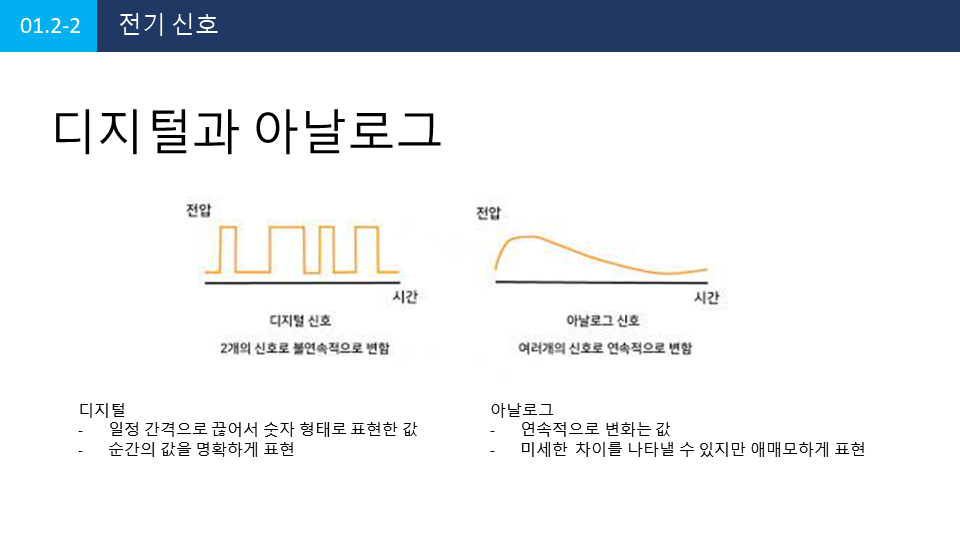 01.2-2 전기 신호
디지털과 아날로그
전압
시간
디지털 신호
2개의 신호로 불연속적으로 변함
전압
시간
아날로그 신호
여러개의 신호로 연속적으로 변함
디지털
- 일정 간격으로 끊어서 숫자 형태로 표현한 값
- 순간의 값을 명확하게 표현
아날로그
- 연속적으로 변화는 값
- 미세한 차이를 나타낼 수 있지만 애매모하게 표현